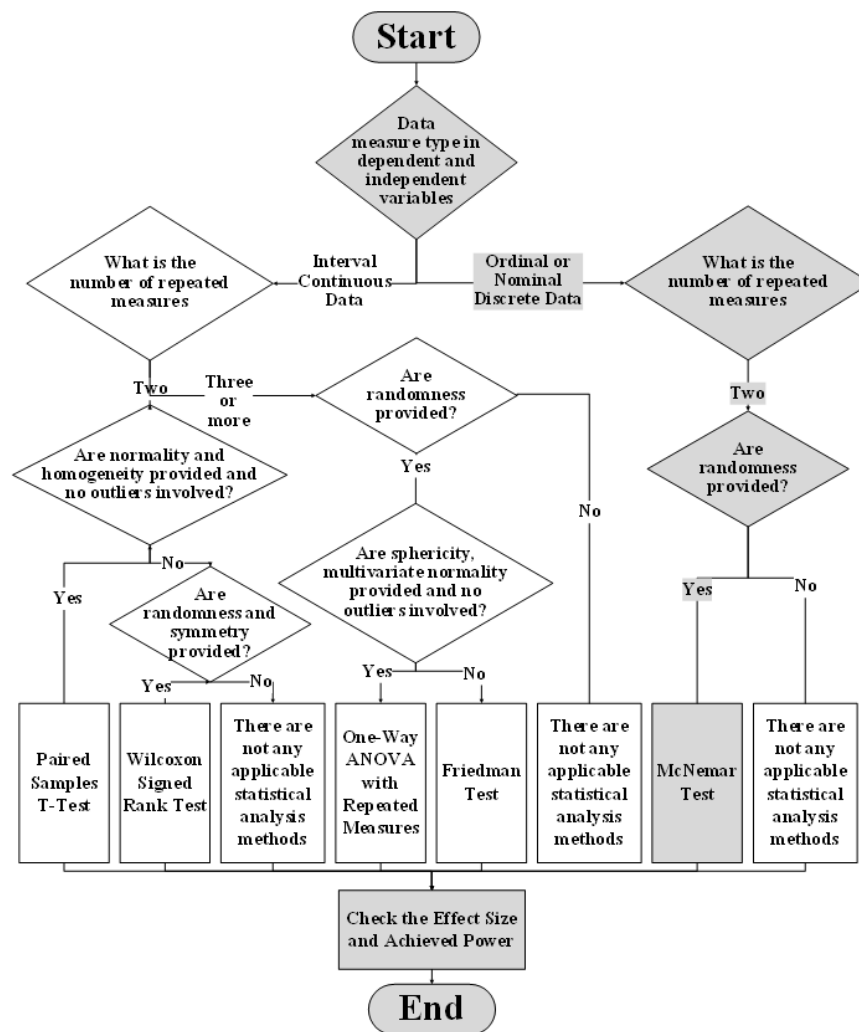 Start
Data
measure type in
dependent and
independent
variables
What is the
number of repeated
measures
Interval
Continuous
Data
Ordinal or
Nominal
Discrete Data
What is the
number of repeated
measures
Two
Three
or
more
Are
randomness
provided?
Two
Are normality and
homogeneity provided and
no outliers involved?
Yes
Are
randomness
provided?
No
No
Are sphericity,
multivariate normality
provided and no
outliers involved?
Yes
Are
randomness and
symmetry
provided?
Yes
No
Yes
No
Yes
No
Paired
Samples
T-Test
Wilcoxon
Signed
Rank Test
There are
not any
applicable
statistical
analysis
methods
One-Way
ANOVA
with
Repeated
Measures
Friedman
Test
There are
not any
applicable
statistical
analysis
methods
McNemar
Test
There are
not any
applicable
statistical
analysis
methods
Check the Effect Size
and Achieved Power
End